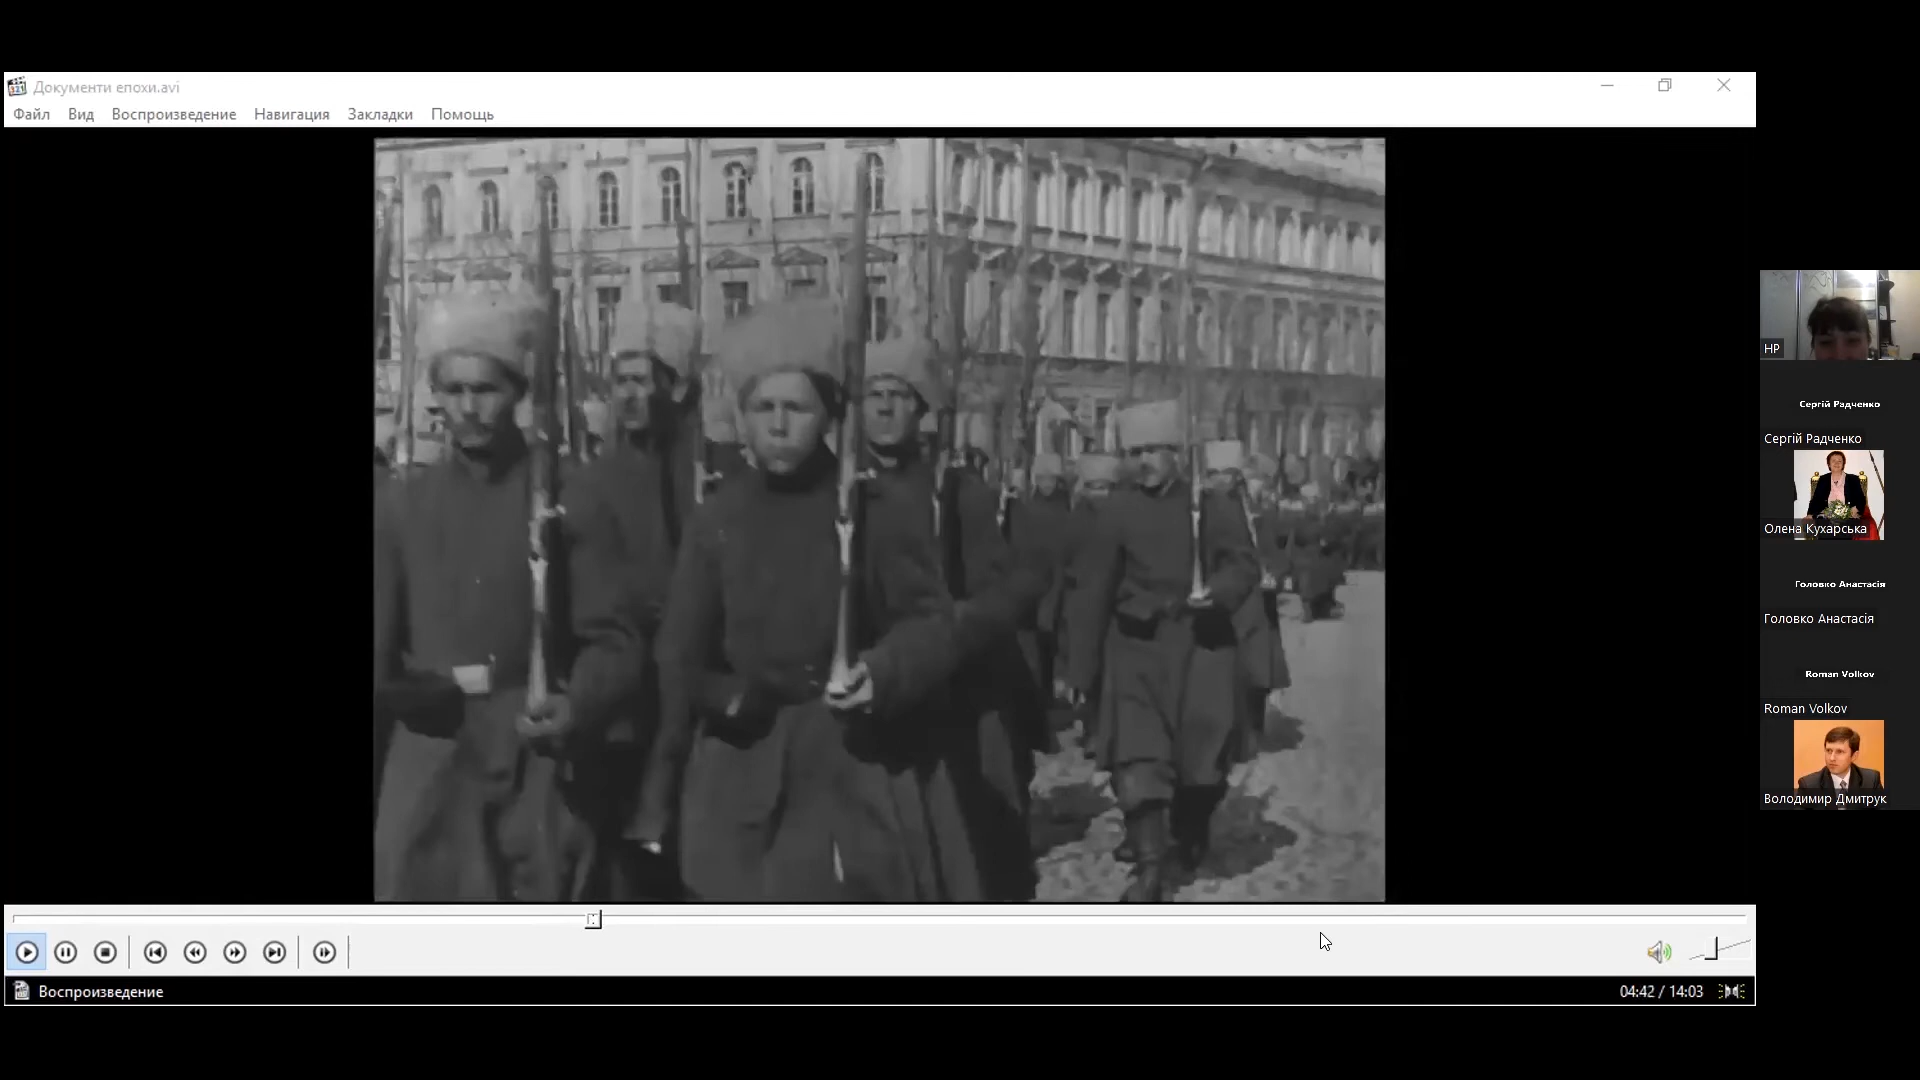 Документи епохи.avi
Файл Вид Воспроизведение Навигация Закладки Помощь
HP
Сергій Радченко
Сергій Радченко
Олена Кухарська
Головко Анастасія
Головко Анастасія
Roman Volkov
Roman Volkov
Володимир Дмитрук
Воспроизведение
04:42 / 14:03